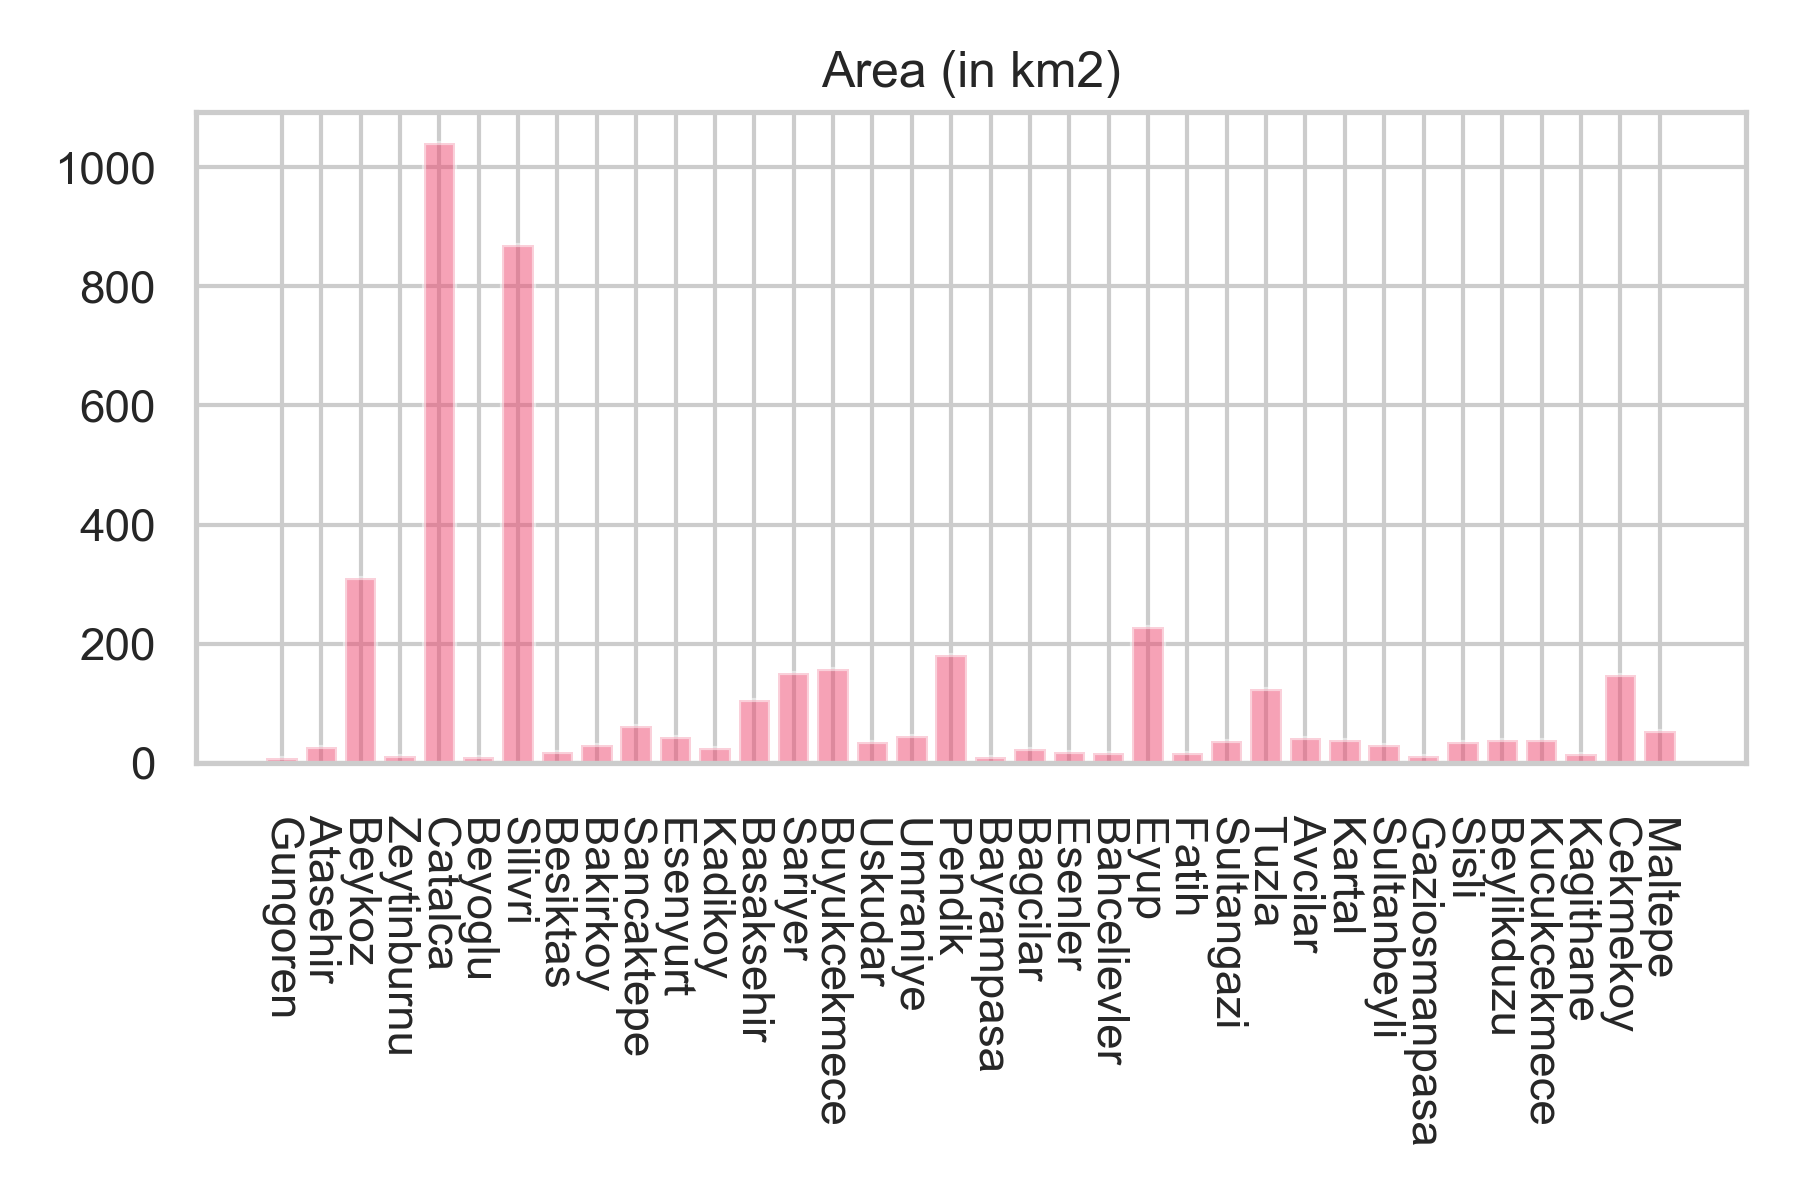 Area (in km2)
1000
800
600
400
200
0
Gungoren
Atasehir
Beykoz
Zeytinburnu
Catalca
Beyoglu
Silivri
Besiktas
Bakirkoy
Sancaktepe
Esenyurt
Kadikoy
Basaksehir
Sariyer
Buyukcekmece
Uskudar
Umraniye
Pendik
Bayrampasa
Bagcilar
Esenler
Bahcelievler
Eyup
Fatih
Sultangazi
Tuzla
Avcilar
Kartal
Sultanbeyli
Gaziosmanpasa
Sisli
Beylikduzu
Kucukcekmece
Kagithane
Cekmekoy
Maltepe